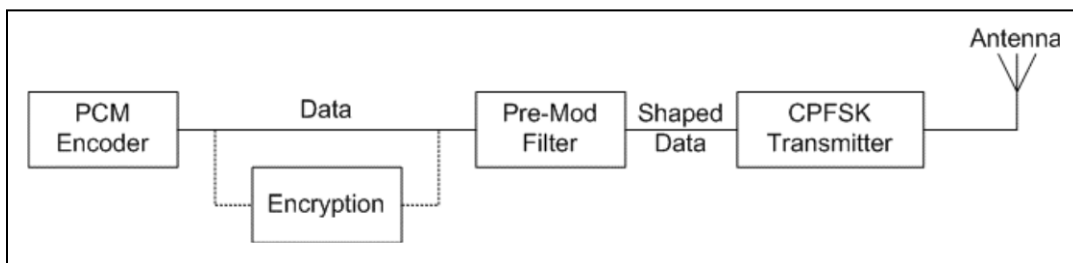 Antenna
PCM
Encoder
Data
Encryption
Pre-Mod
Filter
Shaped
Data
CPFSK
Transmitter